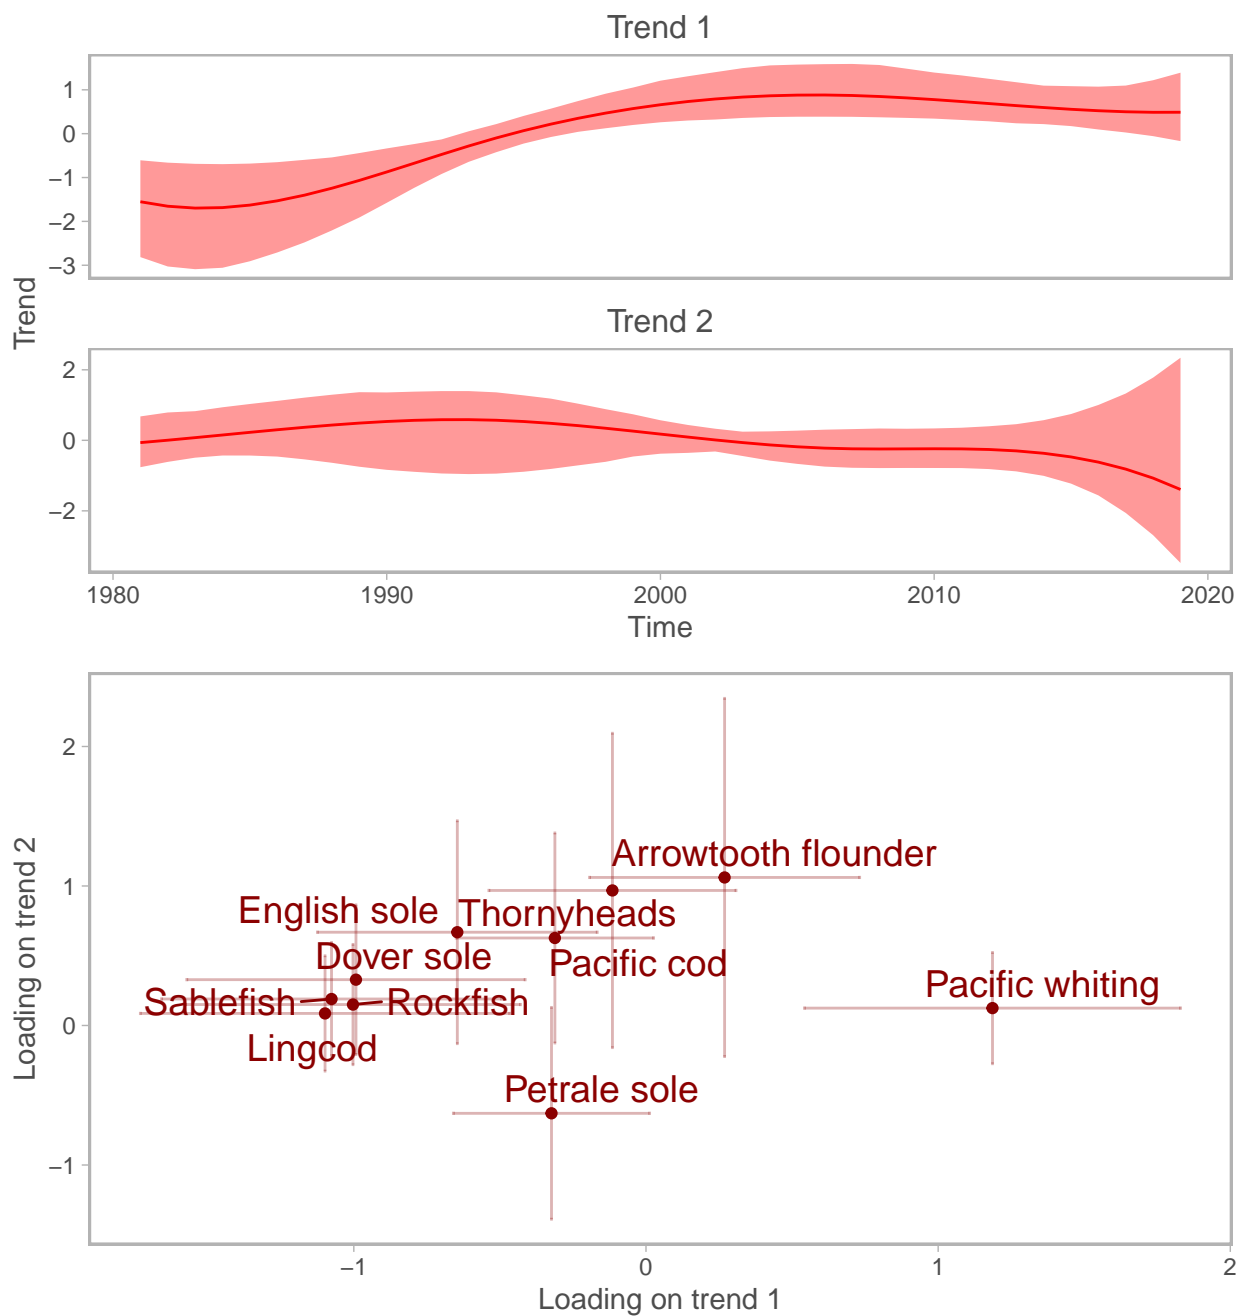 Trend 1
1
0
−1
−2
−3
Trend
Trend 2
2
0
−2
1980 1990 2000 2010 2020
Time
2
1
0
−1
Loading on trend 2
Arrowtooth flounder
English sole Thornyheads
Dover sole Pacific cod
Sablefish Rockfish Pacific whiting
Lingcod
Petrale sole
−1 0 1 2
Loading on trend 1